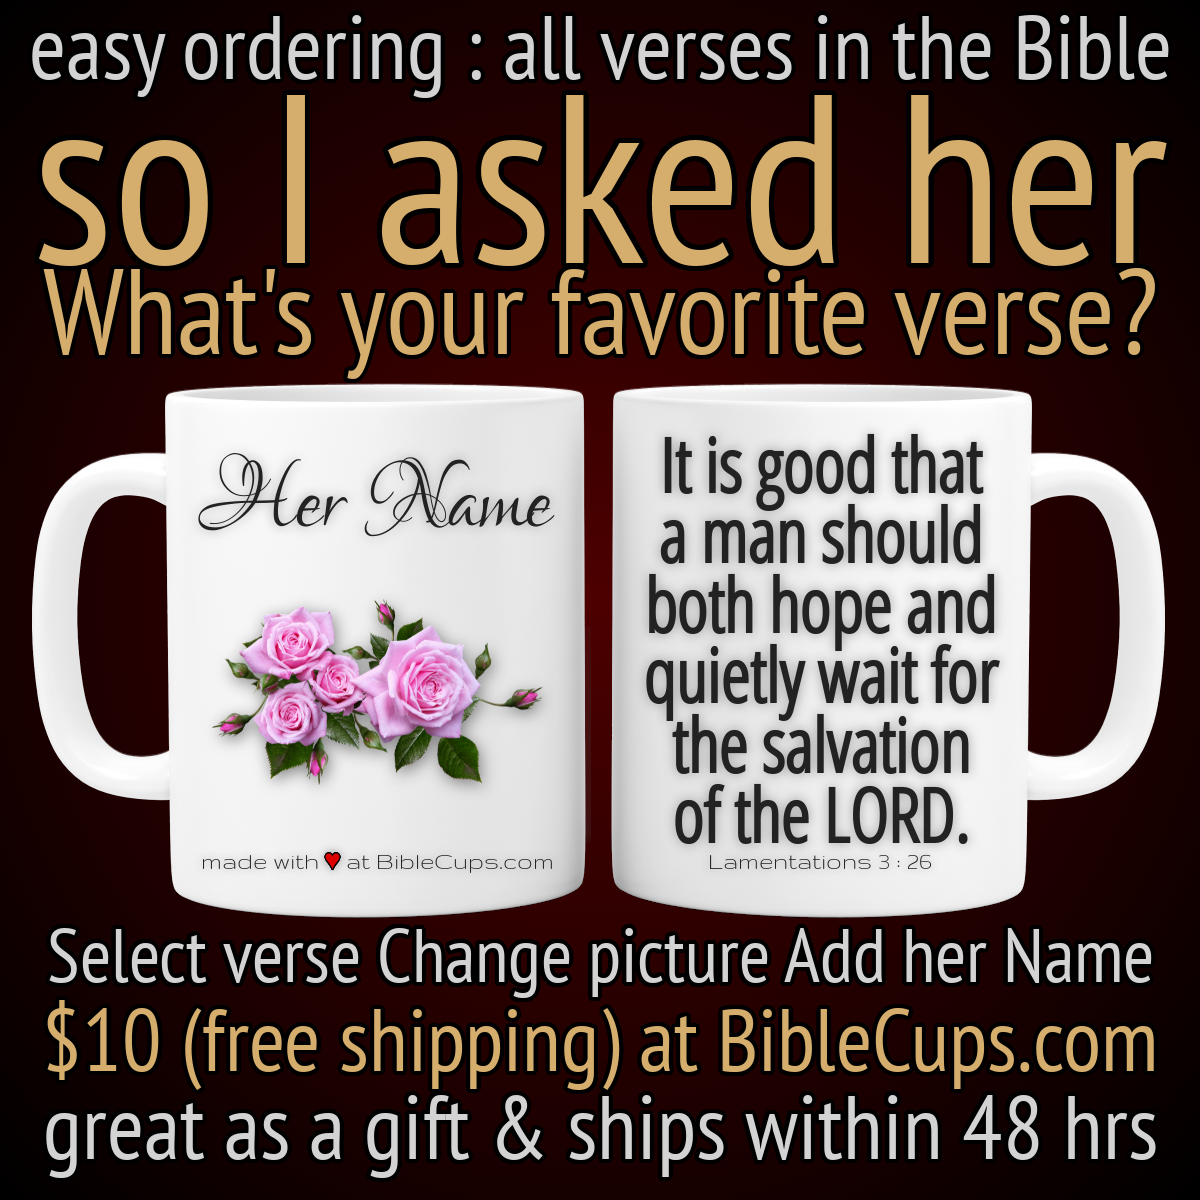 easy ordering : all verses in the Bible
so I asked her
What's your favorite verse?
Her Name
made with at BibleCups.com
It is good that
a man should
both hope and
quietly wait for
the salvation
of the LORD.
Lamentations 3 : 26
Select verse Change picture Add her Name
$10 (free shipping) at BibleCups.com
great as a gift & ships within 48 hrs